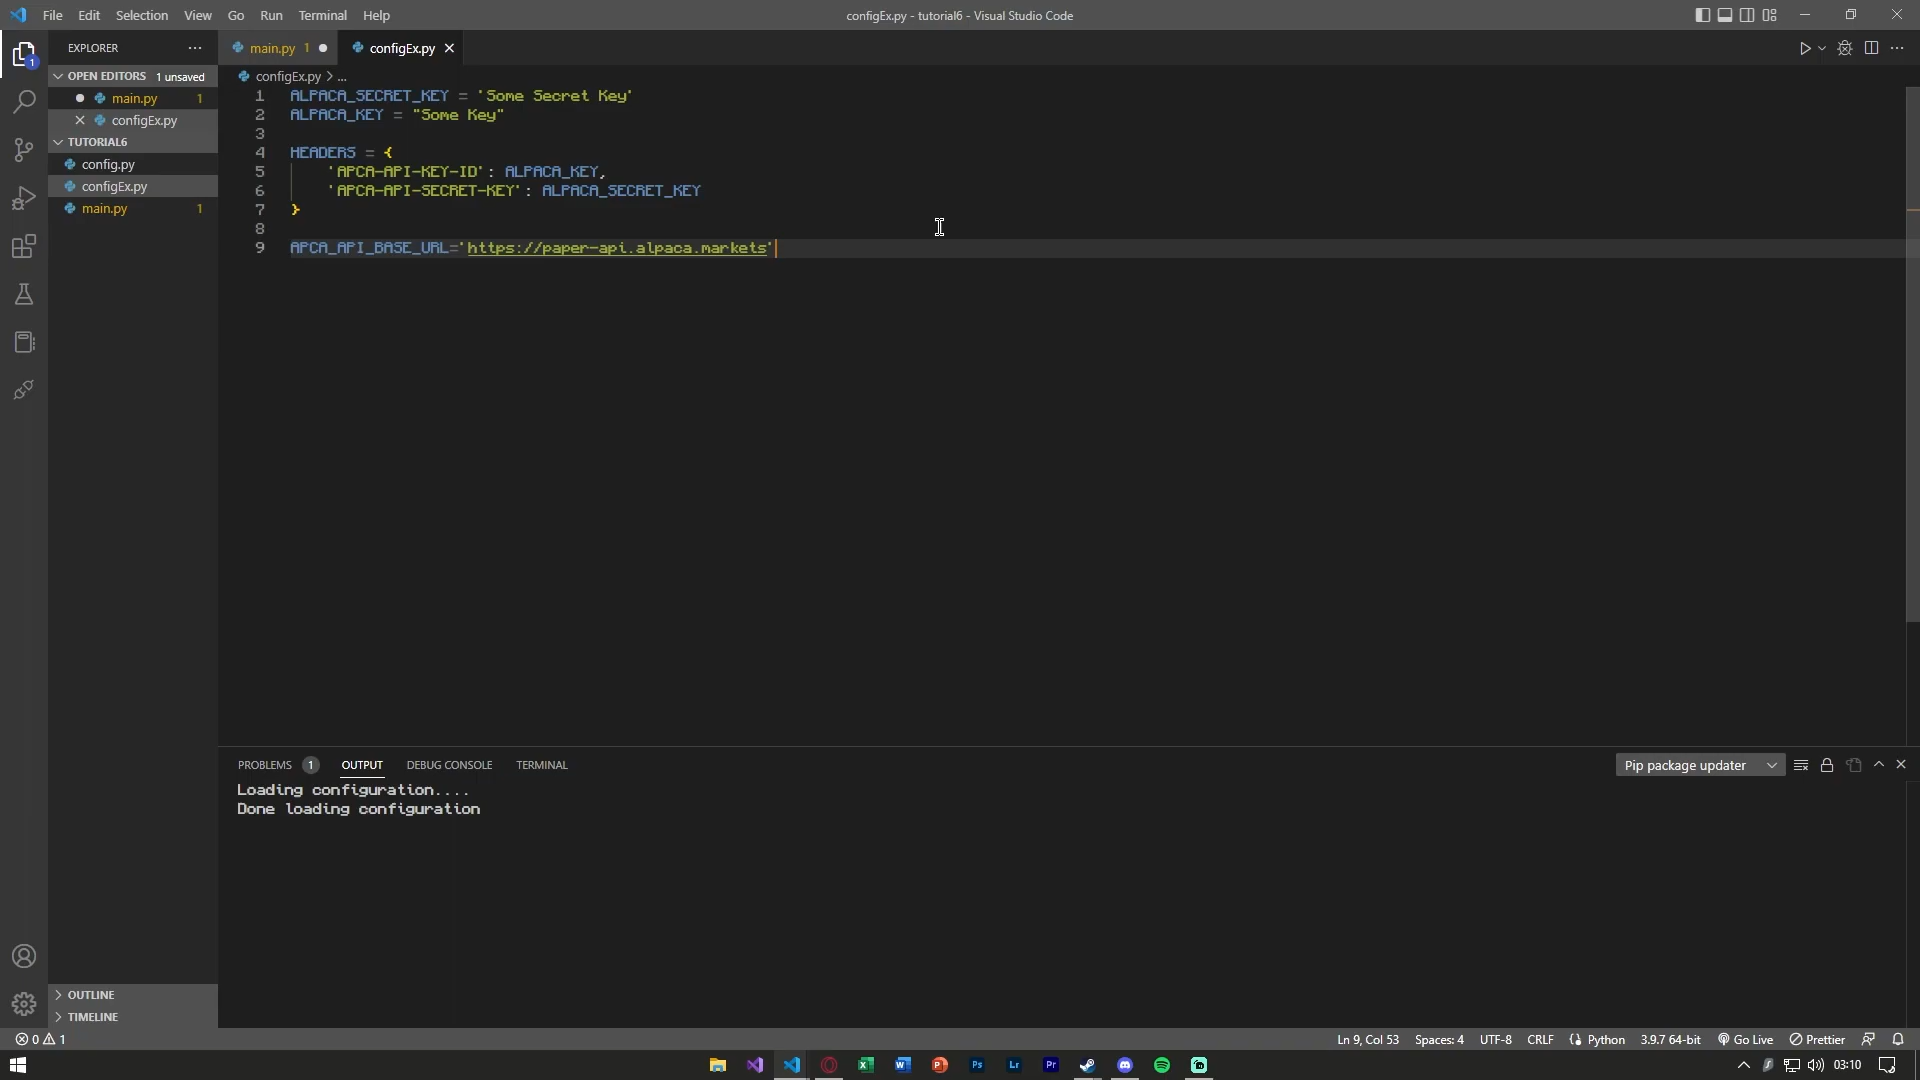 File Edit Selection View Go Run Terminal Help
configEx.py - tutorial6 - Visual Studio Code
EXPLORER
main.py 1
configEx.py
OPEN EDITORS 1 unsaved
main.py 1
configEx.py
TUTORIAL6
config.py
configEx.py
main.py 1
OUTLINE
TIMELINE
1
configEx.py > ...
1 ALPACA_SECRET_KEY = 'Some Secret Key'
2 ALPACA_KEY = "Some Key"
3
4 HEADERS = {
5 'APCA-API-KEY-ID': ALPACA_KEY,
6 'APCA-API-SECRET-KEY': ALPACA_SECRET_KEY
7 }
8
9 APCA_API_BASE_URL='https://paper-api.alpaca.markets'
PROBLEMS 1 OUTPUT DEBUG CONSOLE TERMINAL
Pip package updater
Loading configuration....
Done loading configuration
0 1
Ln 9, Col 53 Spaces: 4 UTF-8 CRLF Python 3.9.7 64-bit Go Live Prettier
Ps Lr Pr
03:10